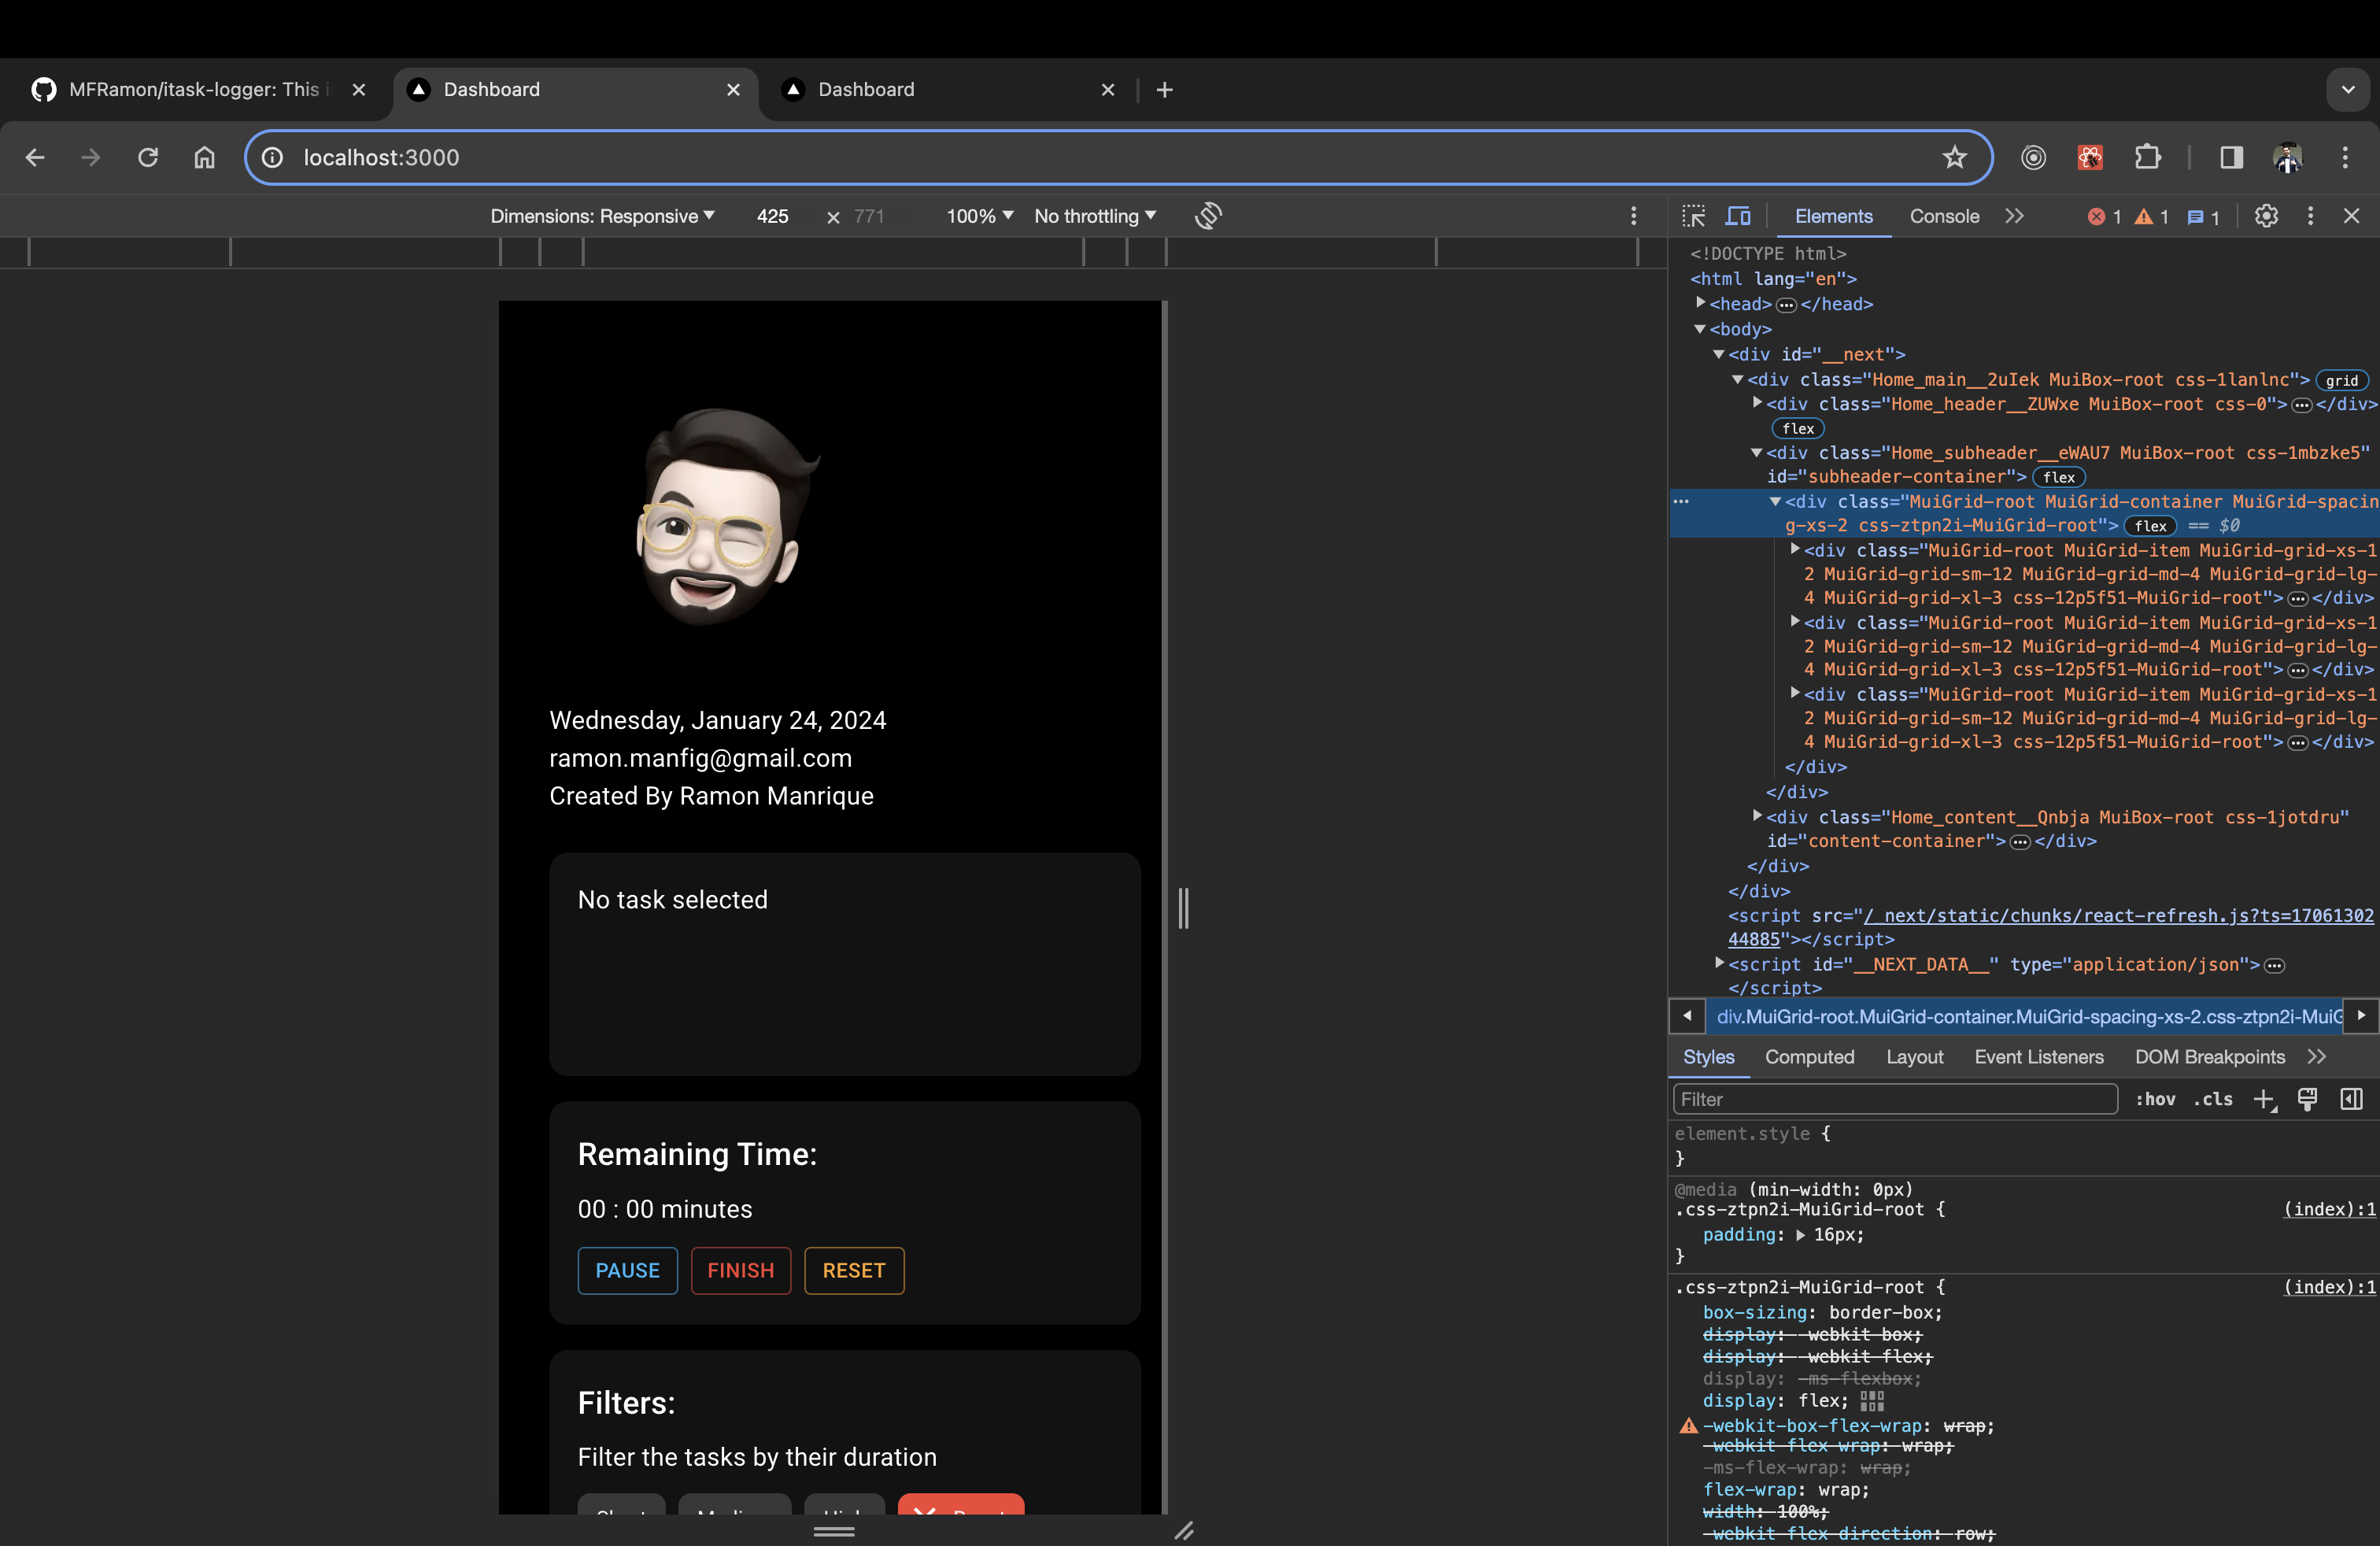 MFRamon/itask-logger: This i
Dashboard
Dashboard
localhost:3000
Dimensions: Responsive 425 × 771 100% No throttling
Elements Console 1 1 1
<!DOCTYPE html>
<html lang="en">
<head> </head>
<body>
<div id="__next">
<div class="Home_main__2uIek MuiBox-root css-1lanlnc"> grid
<div class="Home_header__ZUWxe MuiBox-root css-0"> </div>
flex
<div class="Home_subheader__eWAU7 MuiBox-root css-1mbzke5"
id="subheader-container"> flex
<div class="MuiGrid-root MuiGrid-container MuiGrid-spacin
g-xs-2 css-ztpn2i-MuiGrid-root"> flex == $0
<div class="MuiGrid-root MuiGrid-item MuiGrid-grid-xs-1
2 MuiGrid-grid-sm-12 MuiGrid-grid-md-4 MuiGrid-grid-lg-
4 MuiGrid-grid-xl-3 css-12p5f51-MuiGrid-root"> </div>
<div class="MuiGrid-root MuiGrid-item MuiGrid-grid-xs-1
2 MuiGrid-grid-sm-12 MuiGrid-grid-md-4 MuiGrid-grid-lg-
4 MuiGrid-grid-xl-3 css-12p5f51-MuiGrid-root"> </div>
<div class="MuiGrid-root MuiGrid-item MuiGrid-grid-xs-1
2 MuiGrid-grid-sm-12 MuiGrid-grid-md-4 MuiGrid-grid-lg-
4 MuiGrid-grid-xl-3 css-12p5f51-MuiGrid-root"> </div>
</div>
</div>
<div class="Home_content__Qnbja MuiBox-root css-1jotdru"
id="content-container"> </div>
</div>
</div>
<script src="/_next/static/chunks/react-refresh.js?ts=17061302
44885"></script>
<script id="__NEXT_DATA__" type="application/json">
</script>
div.MuiGrid-root.MuiGrid-container.MuiGrid-spacing-xs-2.css-ztpn2i-MuiG
Styles Computed Layout Event Listeners DOM Breakpoints
Filter :hov .cls
element.style {
}
@media (min-width: 0px)
.css-ztpn2i-MuiGrid-root { (index):1
padding: 16px;
}
.css-ztpn2i-MuiGrid-root { (index):1
box-sizing: border-box;
display: -webkit-box;
display: -webkit-flex;
display: -ms-flexbox;
display: flex;
-webkit-box-flex-wrap: wrap;
-webkit-flex-wrap: wrap;
-ms-flex-wrap: wrap;
flex-wrap: wrap;
width: 100%;
-webkit-flex-direction: row;
Wednesday, January 24, 2024
ramon.manfig@gmail.com
Created By Ramon Manrique
No task selected
Remaining Time:
00 : 00 minutes
PAUSE FINISH RESET
Filters:
Filter the tasks by their duration